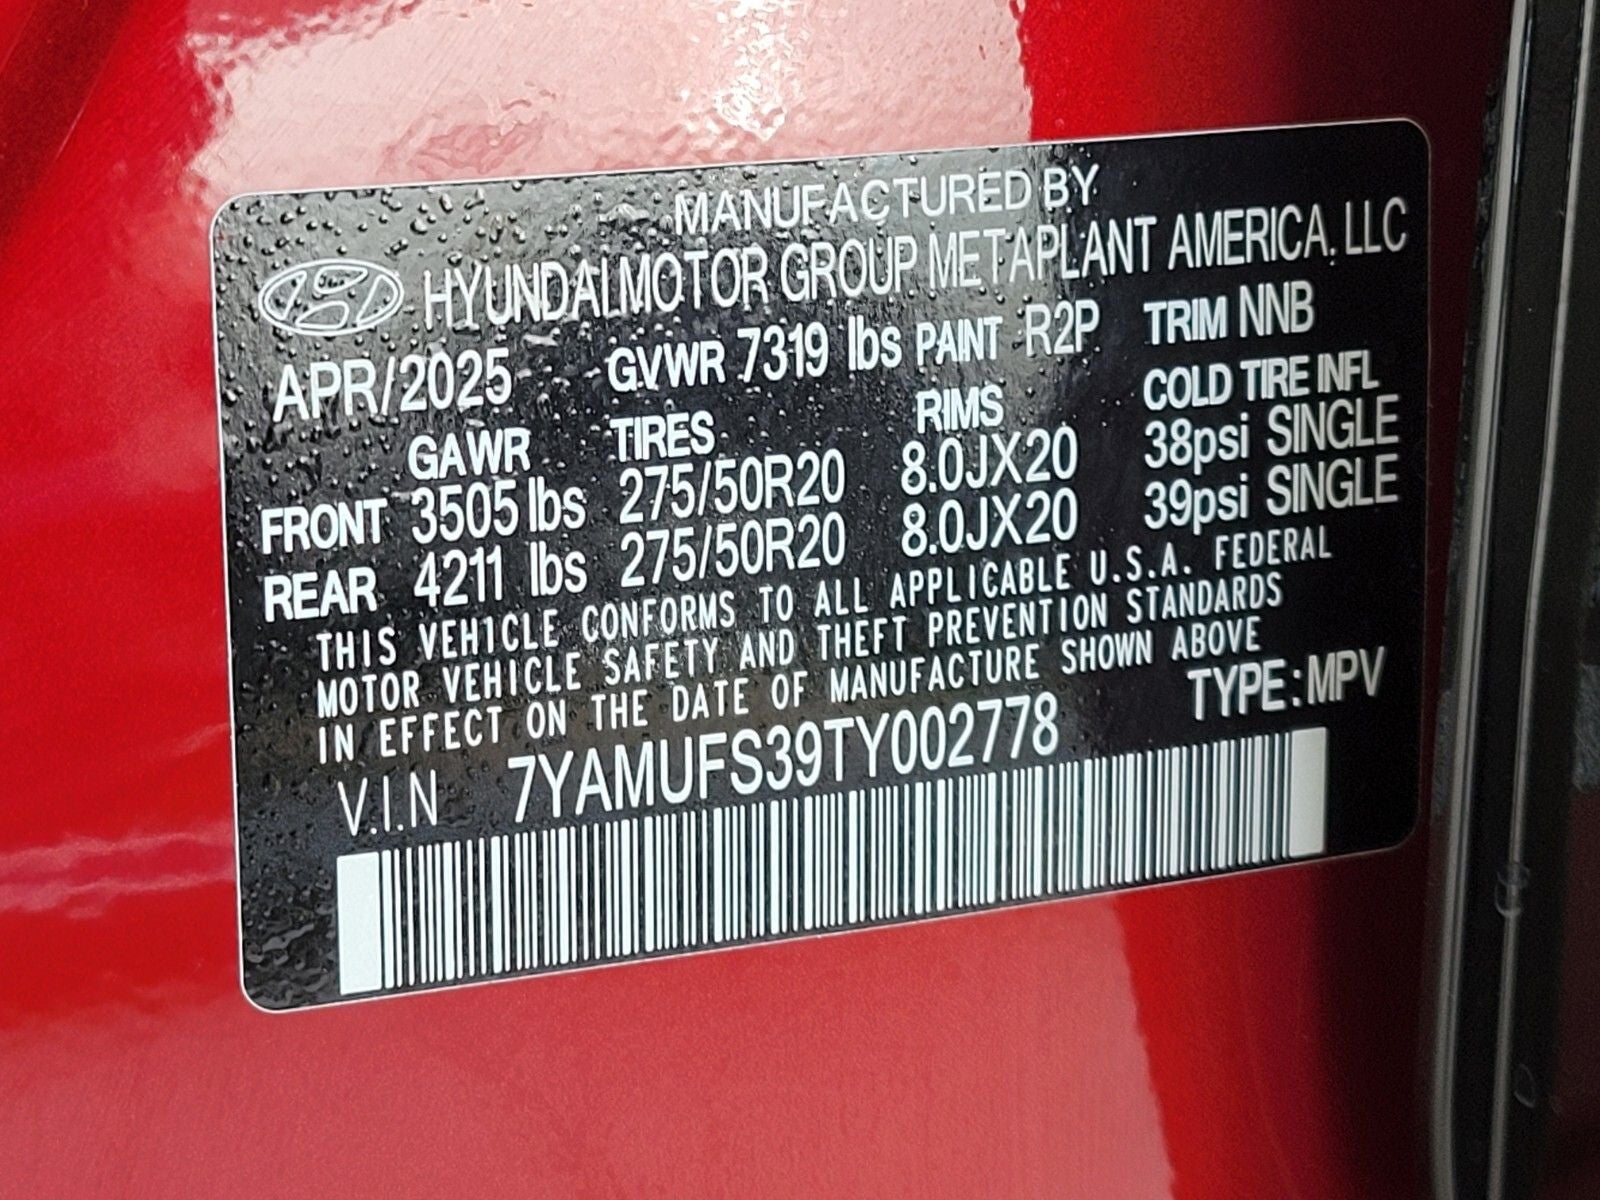 MANUFACTURED BY
HYUNDAI MOTOR GROUP METAPLANT AMERICA, LLC
APR/2025 GVWR 7319 lbs PAINT R2P TRIM NNB
GAWR TIRES RIMS COLD TIRE INFL
FRONT 3505 lbs 275/50R20 8.0JX20 38psi SINGLE
REAR 4211 lbs 275/50R20 8.0JX20 39psi SINGLE
THIS VEHICLE CONFORMS TO ALL APPLICABLE U.S.A. FEDERAL
MOTOR VEHICLE SAFETY AND THEFT PREVENTION STANDARDS
IN EFFECT ON THE DATE OF MANUFACTURE SHOWN ABOVE
V.I.N 7YAMUFS39TY002778 TYPE:MPV